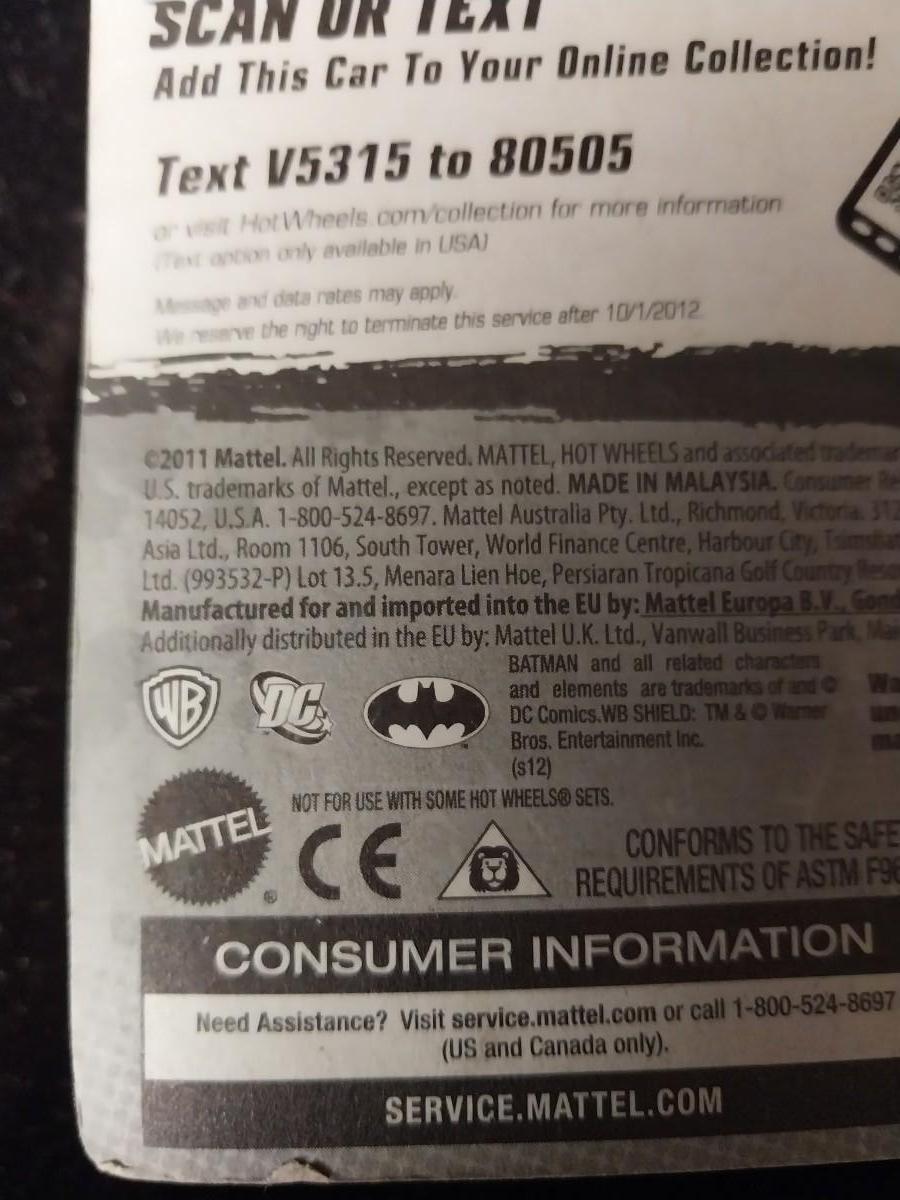 SCAN OR TEXT
Add This Car To Your Online Collection!
Text V5315 to 80505
or visit HotWheels.com/collection for more information
(Text option only available in USA)
Message and data rates may apply.
We reserve the right to terminate this service after 10/1/2012.
©2011 Mattel. All Rights Reserved. MATTEL, HOT WHEELS and associated trademar
U.S. trademarks of Mattel., except as noted. MADE IN MALAYSIA. Consumer Re
14052, U.S.A. 1-800-524-8697. Mattel Australia Pty. Ltd., Richmond, Victoria. 312
Asia Ltd., Room 1106, South Tower, World Finance Centre, Harbour City, Tsimshat
Ltd. (993532-P) Lot 13.5, Menara Lien Hoe, Persiaran Tropicana Golf Country Reso
Manufactured for and imported into the EU by: Mattel Europa B.V., Gond
Additionally distributed in the EU by: Mattel U.K. Ltd., Vanwall Business Park, Mai
WB DC
BATMAN and all related characters
and elements are trademarks of and ©
DC Comics.WB SHIELD: TM & © Warner
Bros. Entertainment Inc.
(s12)
Wa
NOT FOR USE WITH SOME HOT WHEELS® SETS.
MATTEL ®
CE
CONFORMS TO THE SAFE
REQUIREMENTS OF ASTM F96
CONSUMER INFORMATION
Need Assistance? Visit service.mattel.com or call 1-800-524-8697
(US and Canada only).
SERVICE.MATTEL.COM